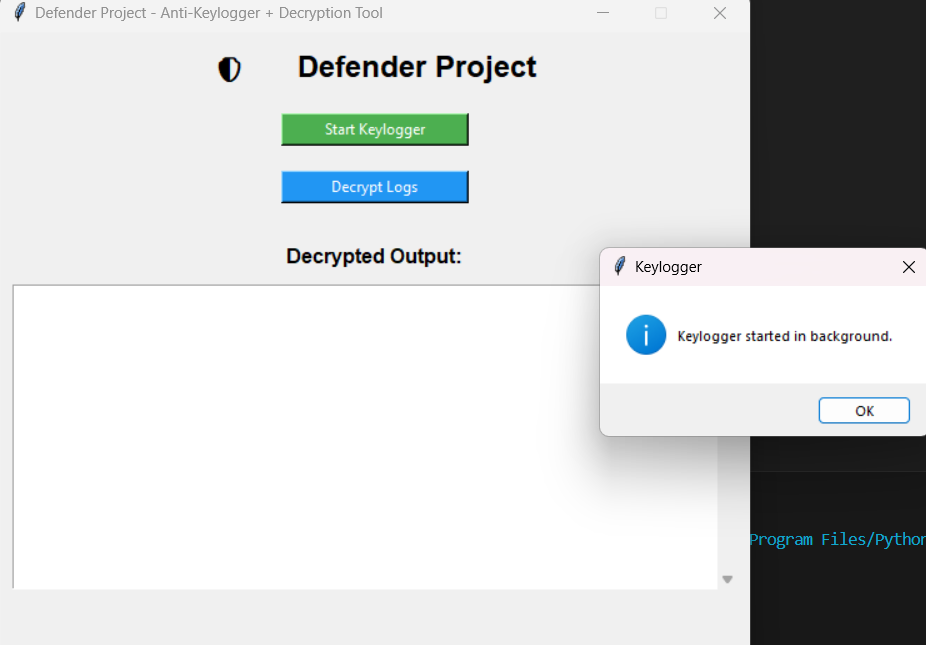 Defender Project - Anti-Keylogger + Decryption Tool
Defender Project
Start Keylogger
Decrypt Logs
Decrypted Output:
Keylogger
Keylogger started in background.
OK
Program Files/Python